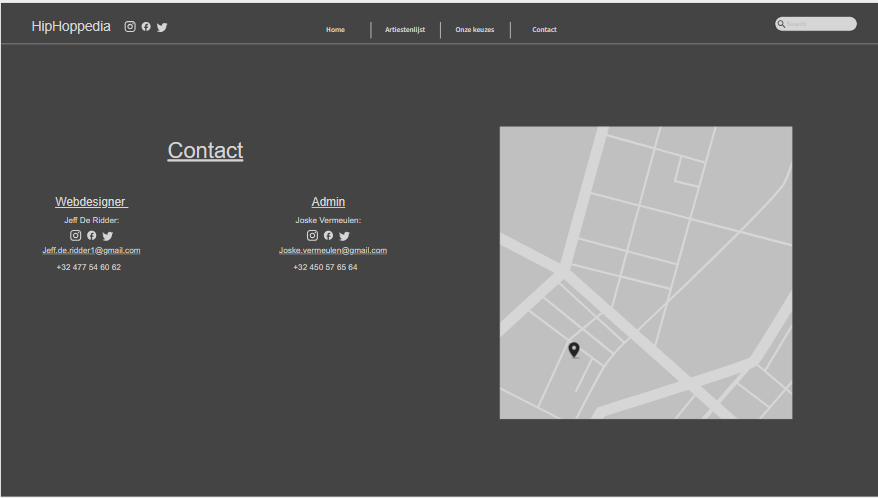 HipHoppedia
Home
Artiestenlijst
Onze keuzes
Contact
Search
Contact
Webdesigner
Jeff De Ridder:
Jeff.de.ridder1@gmail.com
+32 477 54 60 62
Admin
Joske Vermeulen:
Joske.vermeulen@gmail.com
+32 450 57 65 64